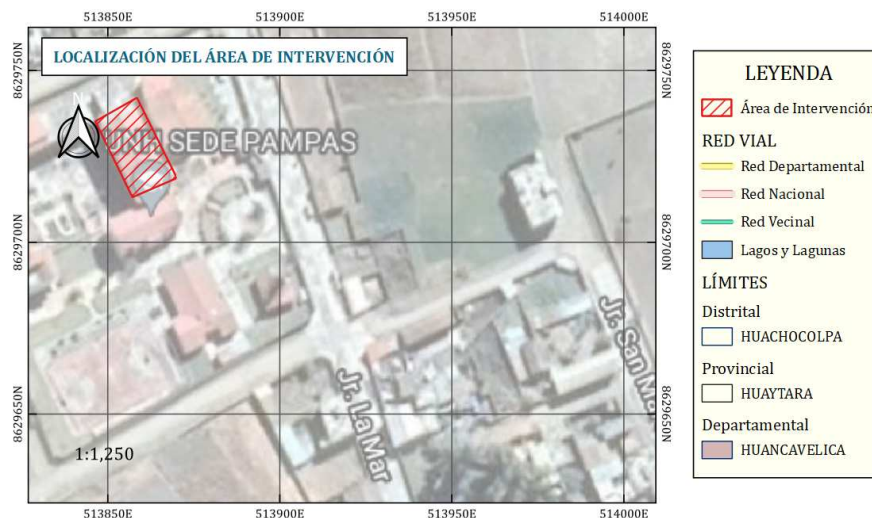 513850E 513900E 513950E 514000E
8629750N 8629750N
LOCALIZACIÓN DEL ÁREA DE INTERVENCIÓN
N
UNH SEDE PAMPAS
8629700N 8629700N
Jr. San Ma
Jr. La Mar
8629650N 8629650N
1:1,250
513850E 513900E 513950E 514000E
LEYENDA
Área de Intervención
RED VIAL
Red Departamental
Red Nacional
Red Vecinal
Lagos y Lagunas
LÍMITES
Distrital
HUACHOCOLPA
Provincial
HUAYTARA
Departamental
HUANCAVELICA